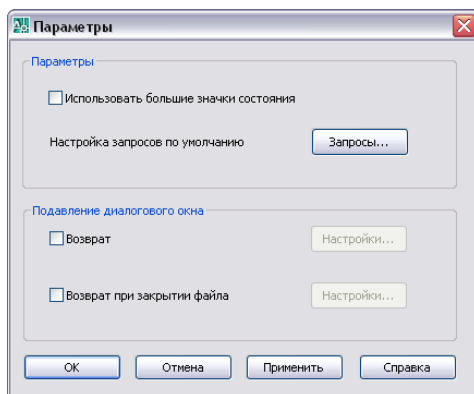 Параметры
Параметры
Использовать большие значки состояния
Настройка запросов по умолчанию Запросы...
Подавление диалогового окна
Возврат Настройки...
Возврат при закрытии файла Настройки...
ОК Отмена Применить Справка